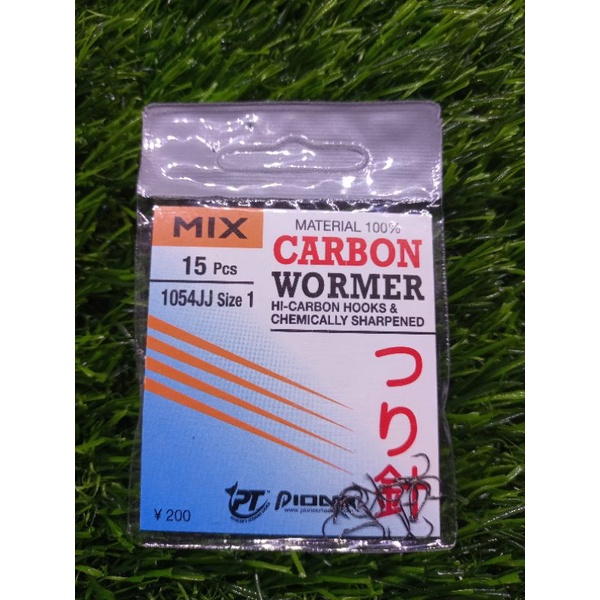 MIX
15 Pcs
1054JJ Size 1
MATERIAL 100%
CARBON
WORMER
HI-CARBON HOOKS &
CHEMICALLY SHARPENED
つり針
PT
¥200